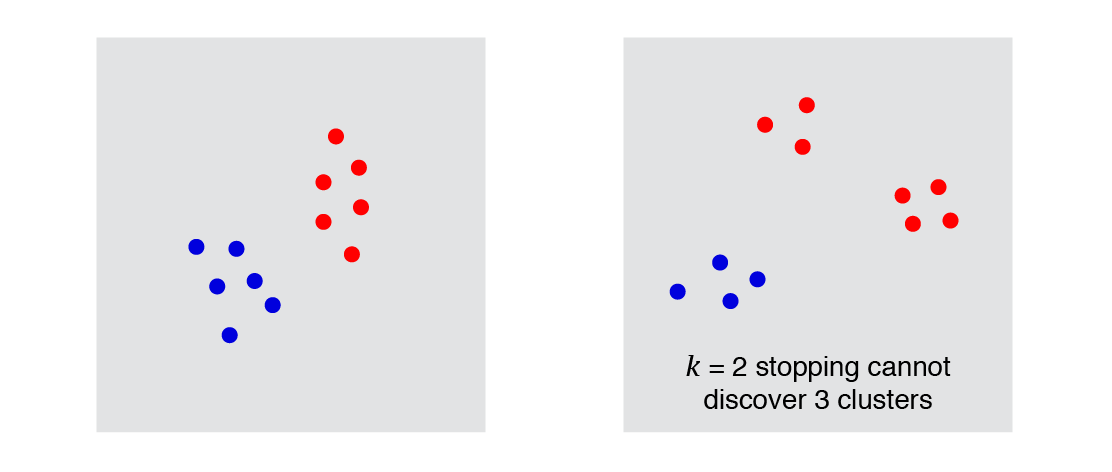 k = 2 stopping cannot
discover 3 clusters